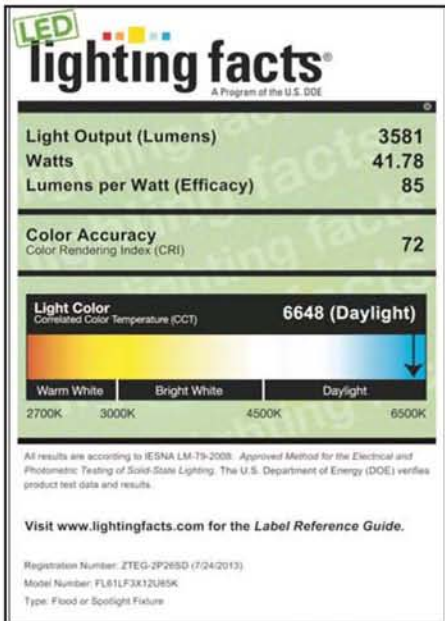 LED
lighting facts®
A Program of the U.S. DOE
Light Output (Lumens) 3581
Watts 41.78
Lumens per Watt (Efficacy) 85
Color Accuracy 72
Color Rendering Index (CRI)
Light Color 6648 (Daylight)
Correlated Color Temperature (CCT)
Warm White Bright White Daylight
2700K 3000K 4500K 6500K
All results are according to IESNA LM-79-2008: Approved Method for the Electrical and
Photometric Testing of Solid-State Lighting. The U.S. Department of Energy (DOE) verifies
product test data and results.
Visit www.lightingfacts.com for the Label Reference Guide.
Registration Number: ZTEG-2P26SD (7/24/2013)
Model Number: FL61LF3X12U65K
Type: Flood or Spotlight Fixture